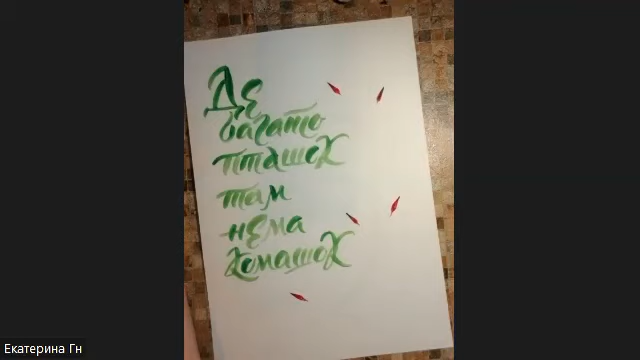 Де
багато
пташок
там
нема
комашок
Екатерина Гн